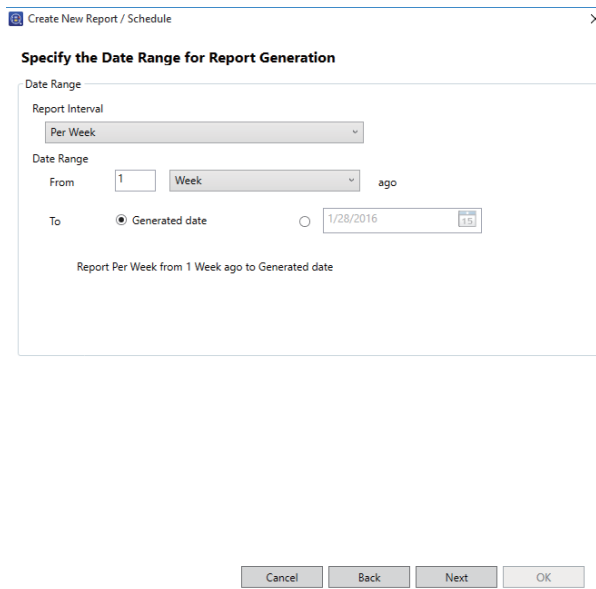 Create New Report / Schedule
Specify the Date Range for Report Generation
Date Range
Report Interval
Per Week
Date Range
From 1 Week ago
To Generated date 1/28/2016 15
Report Per Week from 1 Week ago to Generated date
Cancel Back Next OK